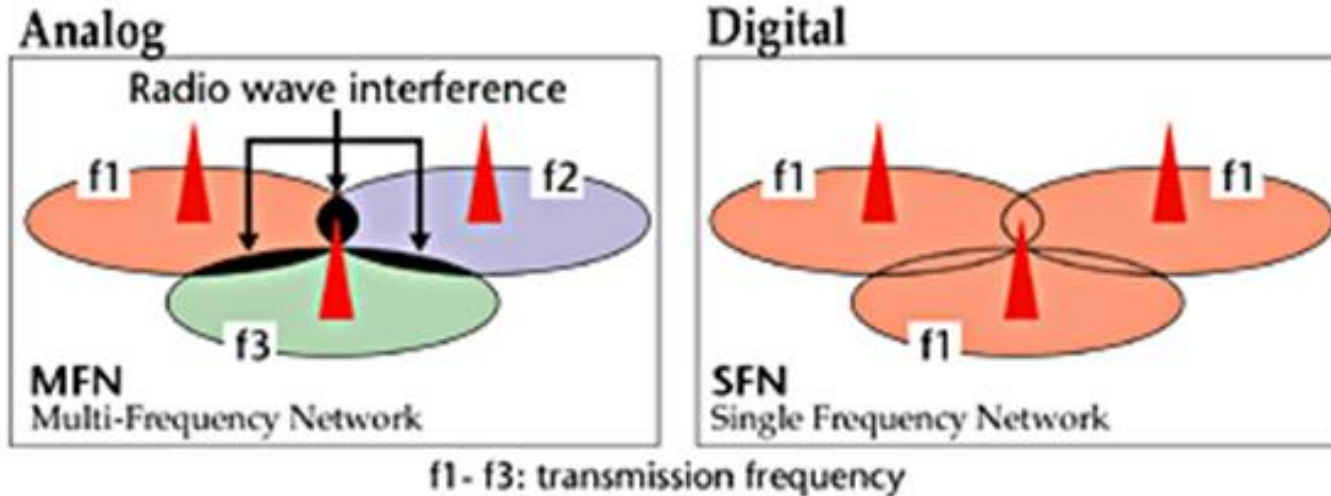 Analog
Radio wave interference
f1
f2
f3
MFN
Multi-Frequency Network
Digital
f1
f1
f1
SFN
Single Frequency Network
f1- f3: transmission frequency